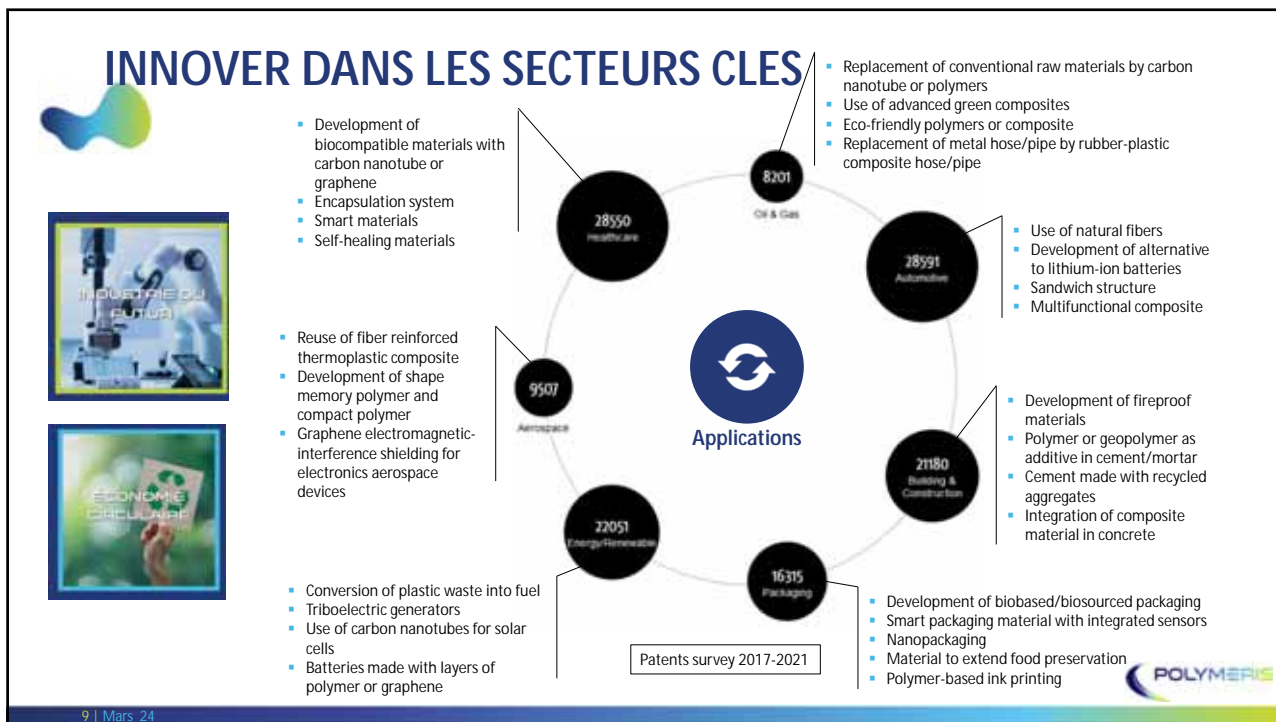 INNOVER DANS LES SECTEURS CLES
▪ Development of
biocompatible materials with
carbon nanotube or
graphene
▪ Encapsulation system
▪ Smart materials
▪ Self-healing materials
▪ Replacement of conventional raw materials by carbon
nanotube or polymers
▪ Use of advanced green composites
▪ Eco-friendly polymers or composite
▪ Replacement of metal hose/pipe by rubber-plastic
composite hose/pipe
8201
Oil & Gas
28550
Healthcare
28591
Automotive
▪ Use of natural fibers
▪ Development of alternative
to lithium-ion batteries
▪ Sandwich structure
▪ Multifunctional composite
INDUSTRIE DU
FUTUR
▪ Reuse of fiber reinforced
thermoplastic composite
▪ Development of shape
memory polymer and
compact polymer
▪ Graphene electromagnetic-
interference shielding for
electronics aerospace
devices
9507
Aerospace
Applications
▪ Development of fireproof
materials
▪ Polymer or geopolymer as
additive in cement/mortar
▪ Cement made with recycled
aggregates
▪ Integration of composite
material in concrete
21180
Building &
Construction
ÉCONOMIE
CIRCULAIRE
22051
Energy/Renewable
16315
Packaging
▪ Conversion of plastic waste into fuel
▪ Triboelectric generators
▪ Use of carbon nanotubes for solar
cells
▪ Batteries made with layers of
polymer or graphene
Patents survey 2017-2021
▪ Development of biobased/biosourced packaging
▪ Smart packaging material with integrated sensors
▪ Nanopackaging
▪ Material to extend food preservation
▪ Polymer-based ink printing
POLYMERIS
9 | Mars 24